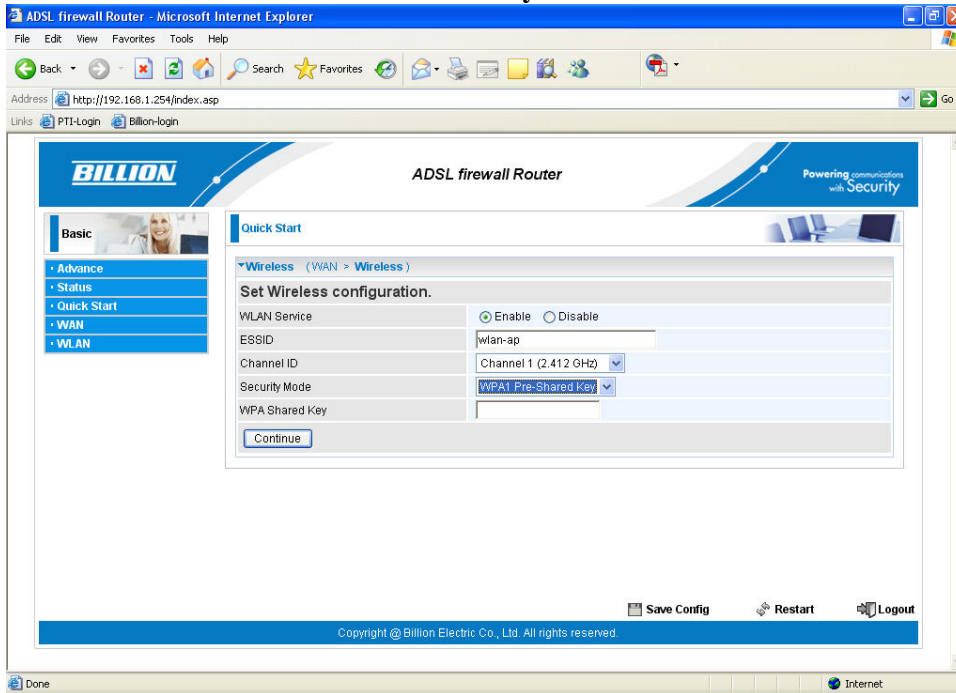 ADSL firewall Router - Microsoft Internet Explorer
File Edit View Favorites Tools Help
Back Search Favorites
Address http://192.168.1.254/index.asp Go
Links PTI-Login Billion-login
BILLION
ADSL firewall Router
Powering communications
with Security
Basic
Quick Start
Advance
Status
Quick Start
WAN
WLAN
Wireless (WAN > Wireless)
Set Wireless configuration.
WLAN Service Enable Disable
ESSID wlan-ap
Channel ID Channel 1 (2.412 GHz)
Security Mode WPA1 Pre-Shared Key
WPA Shared Key
Continue
Save Config Restart Logout
Copyright @ Billion Electric Co., Ltd. All rights reserved.
Done Internet